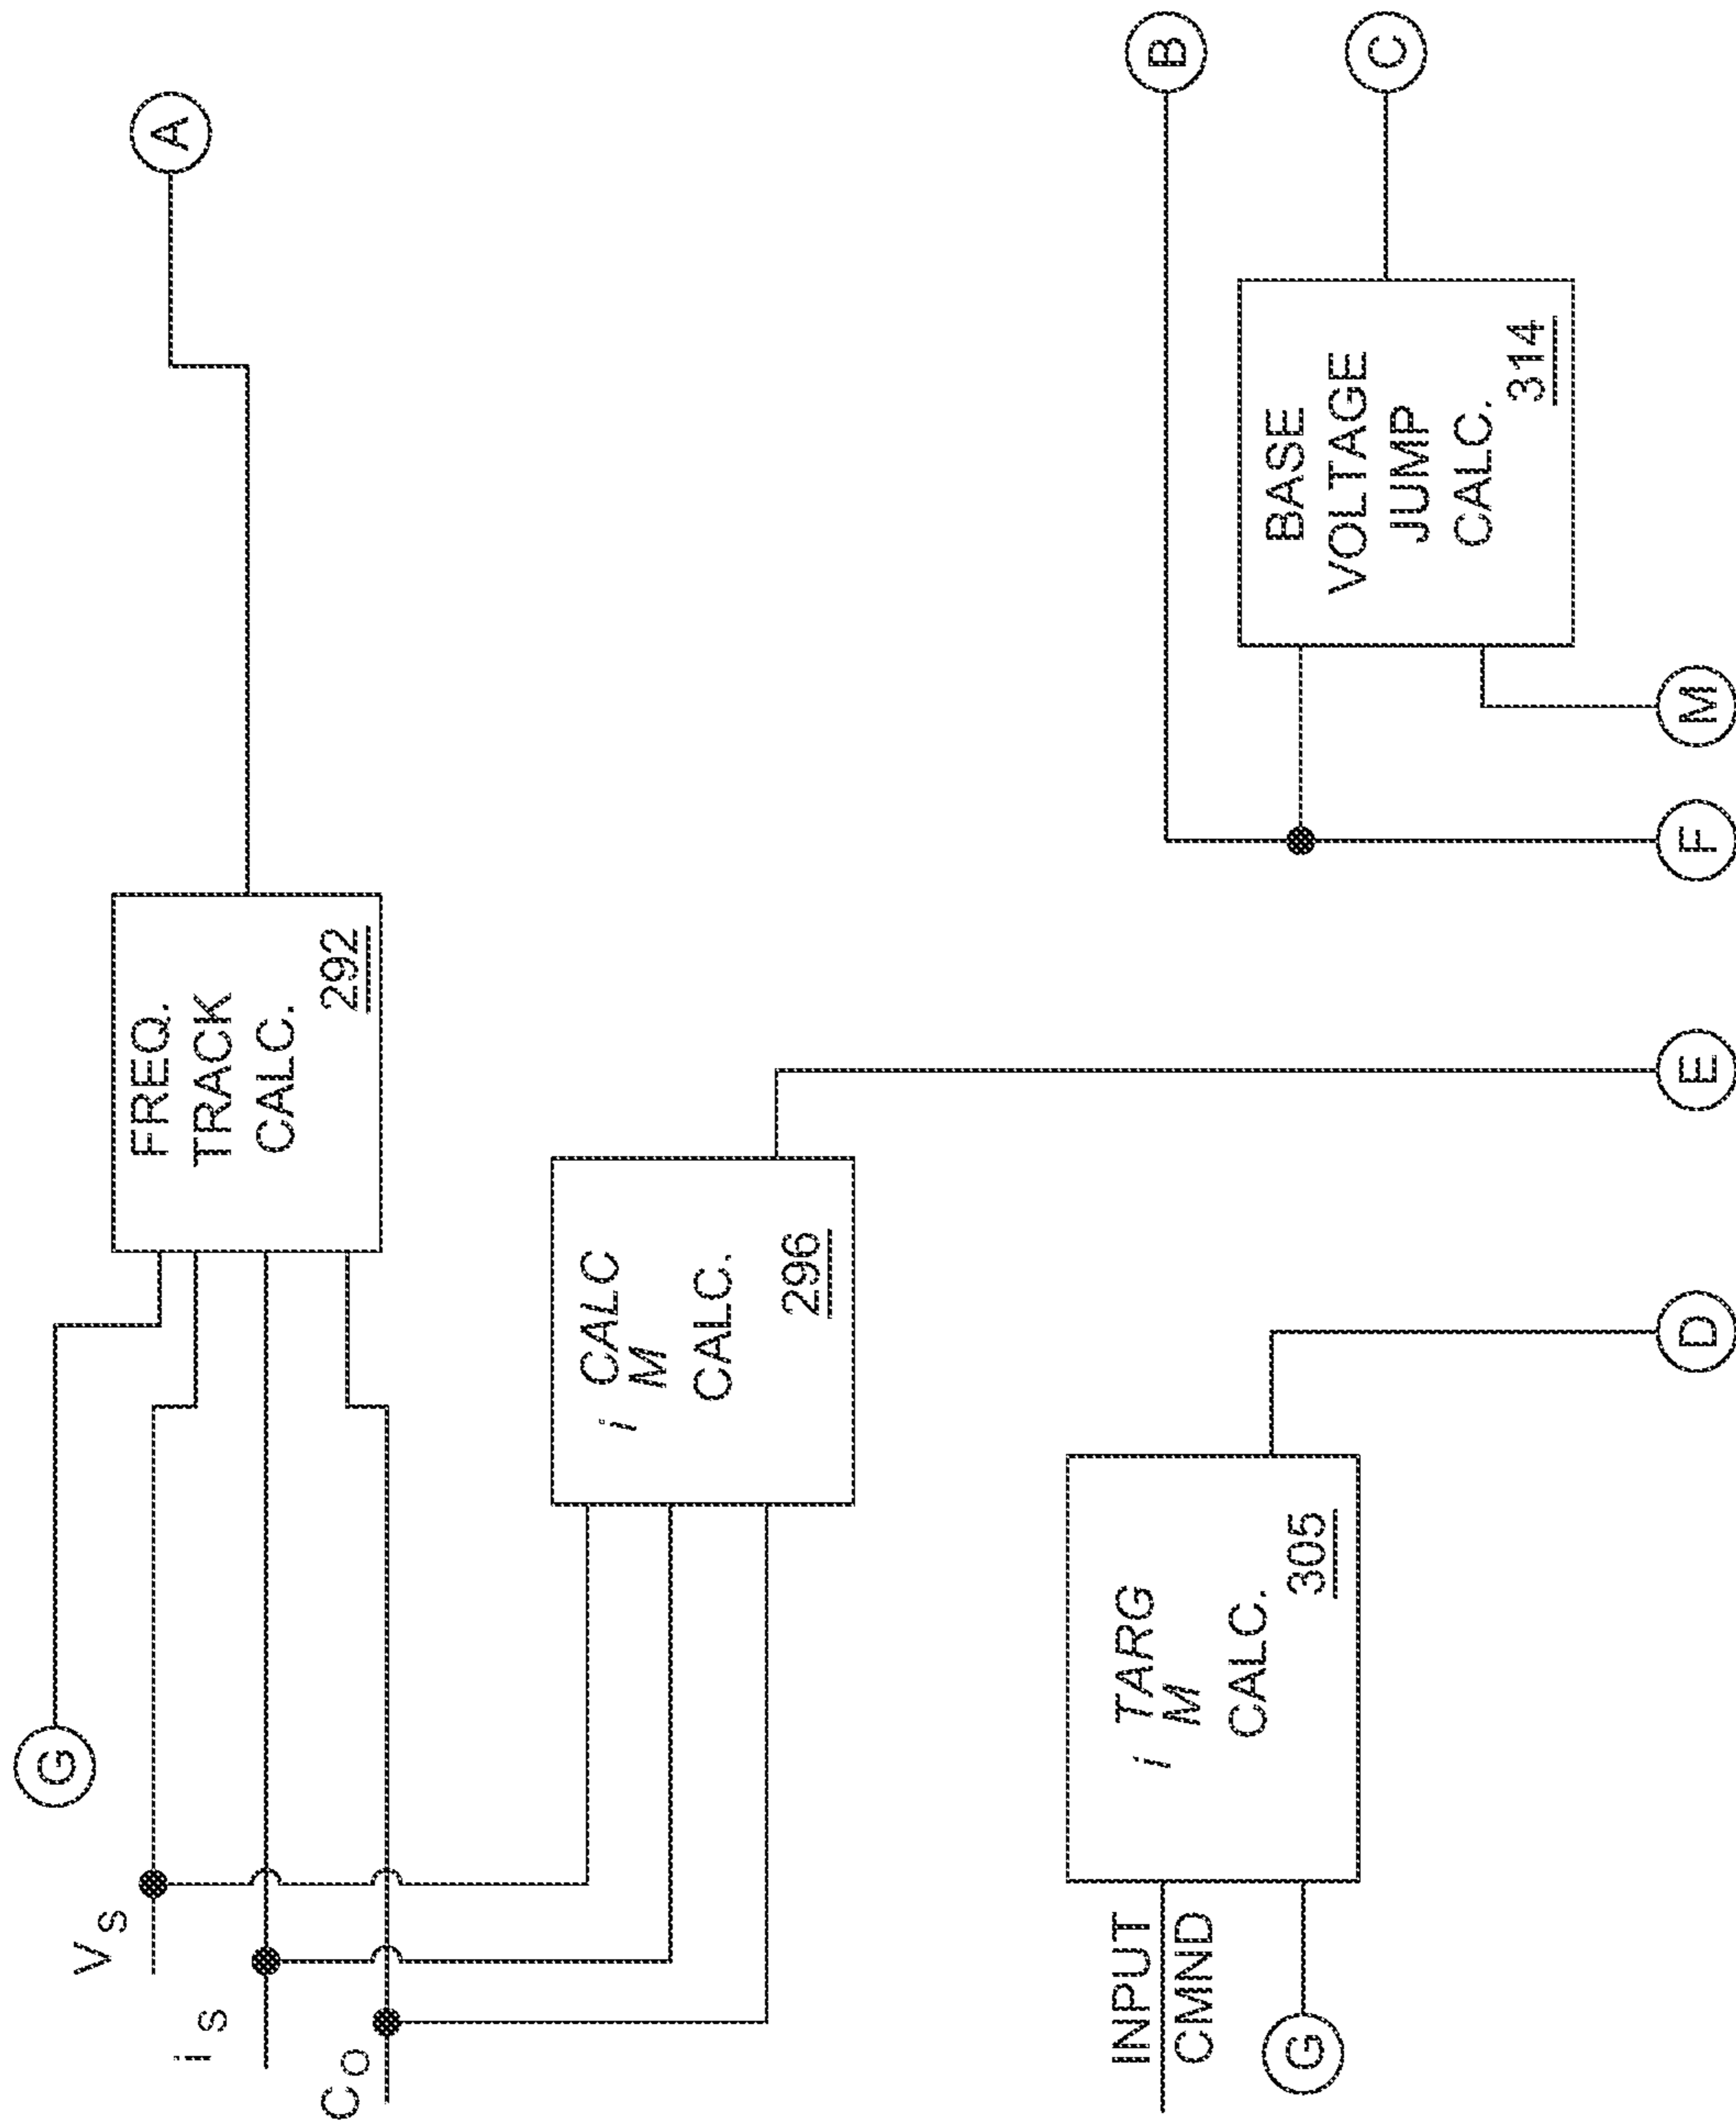 A
G
FREQ.
TRACK
CALC.
292
V S
i S
C O
i CALC
M
CALC.
296
B
C
INPUT
CMND
G
i TARG
M
CALC.
305
BASE
VOLTAGE
JUMP
CALC.
314
D
E
F
M